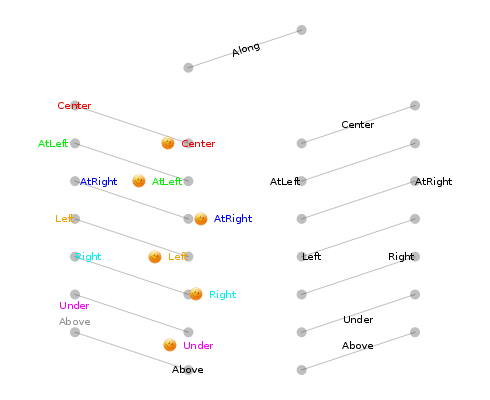 Along
Center
Center
Center
AtLeft
AtRight
AtLeft
AtLeft
AtRight
Left
AtRight
Right
Left
Left
Right
Under
Right
Above
Under
Under
Above
Above